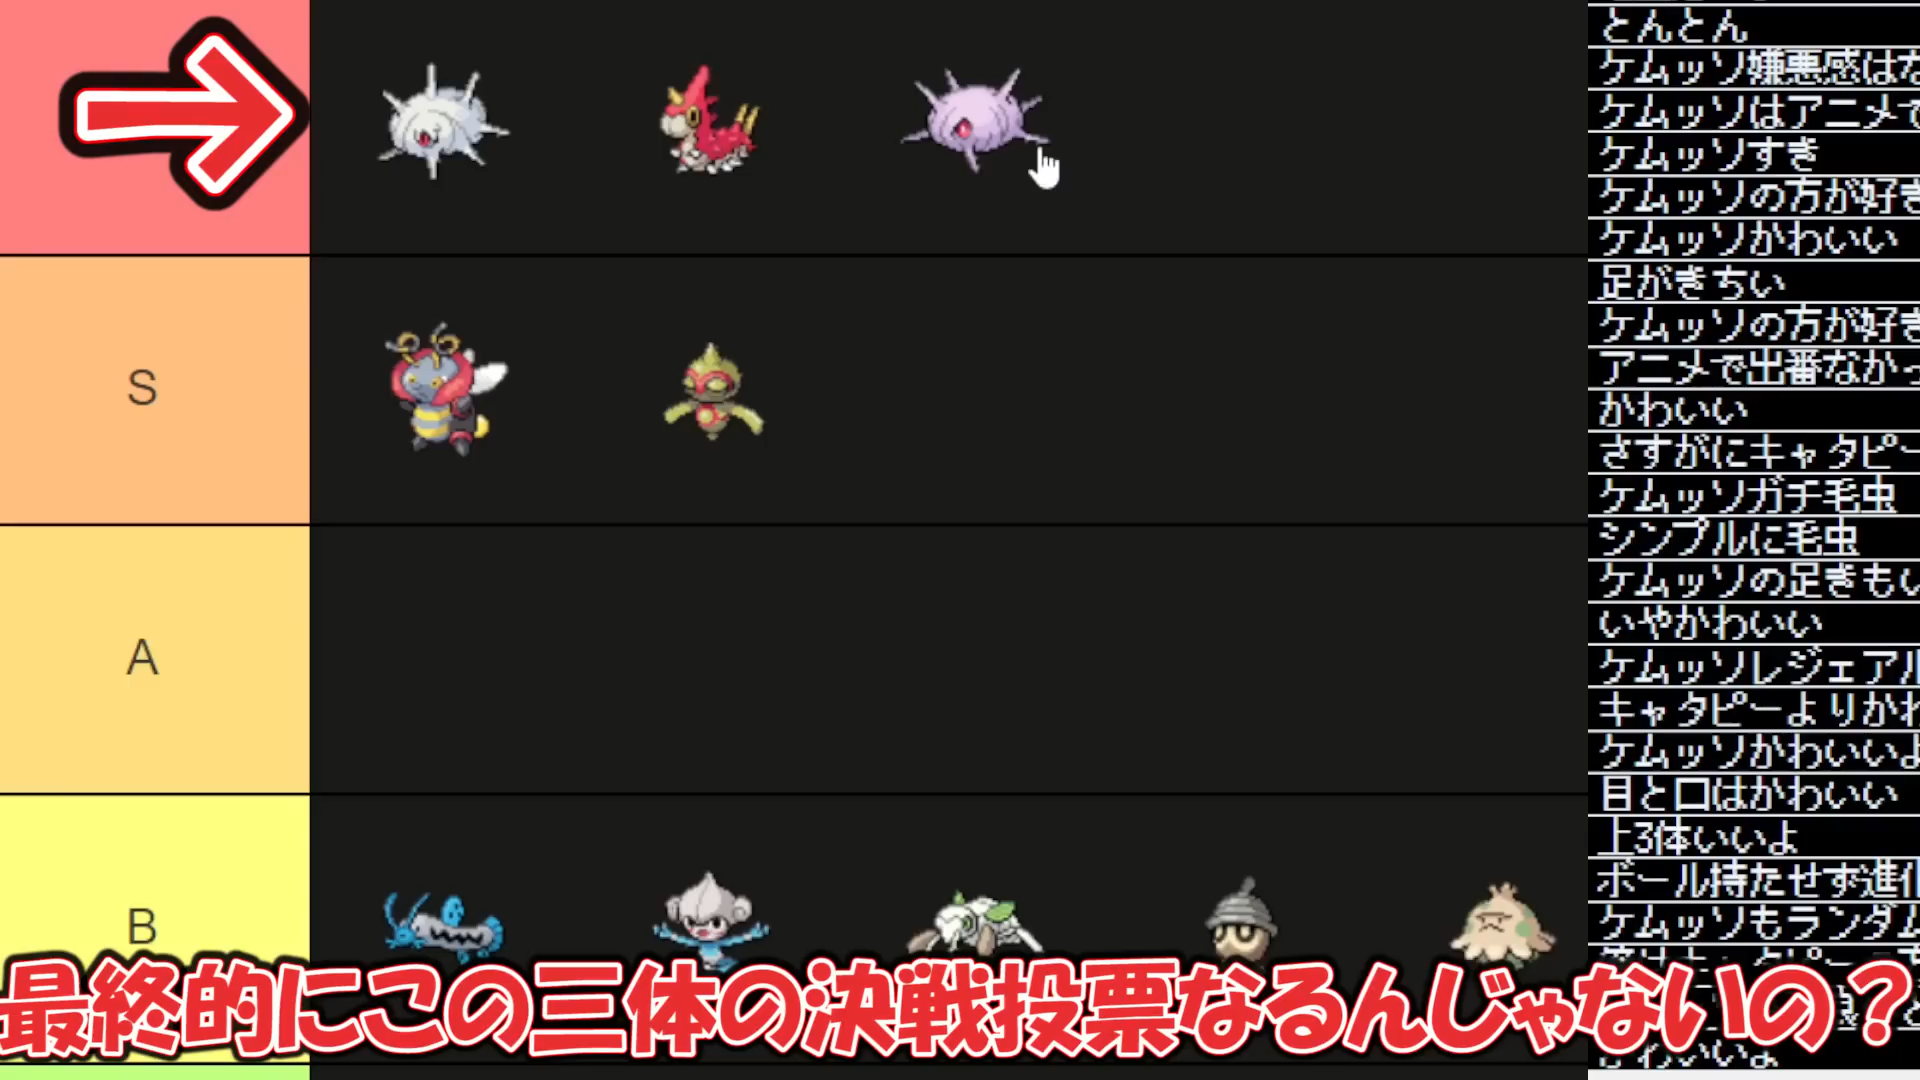 S
A
B
とんとん
ケムッソ嫌悪感はな
ケムッソはアニメで
ケムッソすき
ケムッソの方が好き
ケムッソかわいい
足がきちい
ケムッソの方が好き
アニメで出番なかっ
かわいい
さすがにキャタピー
ケムッソガチ毛虫
シンプルに毛虫
ケムッソの足きもい
いやかわいい
ケムッソレジェアル
キャタピーよりかわ
ケムッソかわいいよ
目と口はかわいい
上3体いいよ
ボール持たせず進化
ケムッソもランダム
最終的にこの三体の決戦投票なるんじゃないの？